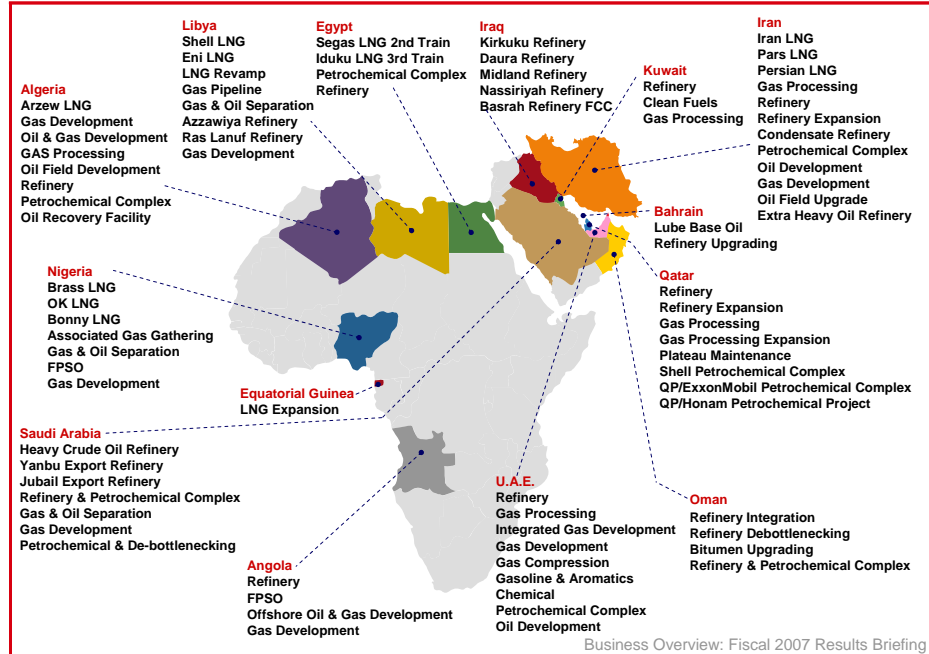 Libya
Shell LNG
Eni LNG
LNG Revamp
Gas Pipeline
Gas & Oil Separation
Azzawiya Refinery
Ras Lanuf Refinery
Gas Development
Egypt
Segas LNG 2nd Train
Iduku LNG 3rd Train
Petrochemical Complex
Refinery
Iraq
Kirkuku Refinery
Daura Refinery
Midland Refinery
Nassiriyah Refinery
Basrah Refinery FCC
Kuwait
Refinery
Clean Fuels
Gas Processing
Iran
Iran LNG
Pars LNG
Persian LNG
Gas Processing
Refinery
Refinery Expansion
Condensate Refinery
Petrochemical Complex
Oil Development
Gas Development
Oil Field Upgrade
Extra Heavy Oil Refinery
Algeria
Arzew LNG
Gas Development
Oil & Gas Development
GAS Processing
Oil Field Development
Refinery
Petrochemical Complex
Oil Recovery Facility
Bahrain
Lube Base Oil
Refinery Upgrading
Nigeria
Brass LNG
OK LNG
Bonny LNG
Associated Gas Gathering
Gas & Oil Separation
FPSO
Gas Development
Qatar
Refinery
Refinery Expansion
Gas Processing
Gas Processing Expansion
Plateau Maintenance
Shell Petrochemical Complex
QP/ExxonMobil Petrochemical Complex
QP/Honam Petrochemical Project
Equatorial Guinea
LNG Expansion
Saudi Arabia
Heavy Crude Oil Refinery
Yanbu Export Refinery
Jubail Export Refinery
Refinery & Petrochemical Complex
Gas & Oil Separation
Gas Development
Petrochemical & De-bottlenecking
Angola
Refinery
FPSO
Offshore Oil & Gas Development
Gas Development
U.A.E.
Refinery
Gas Processing
Integrated Gas Development
Gas Development
Gas Compression
Gasoline & Aromatics
Chemical
Petrochemical Complex
Oil Development
Oman
Refinery Integration
Refinery Debottlenecking
Bitumen Upgrading
Refinery & Petrochemical Complex
Business Overview: Fiscal 2007 Results Briefing